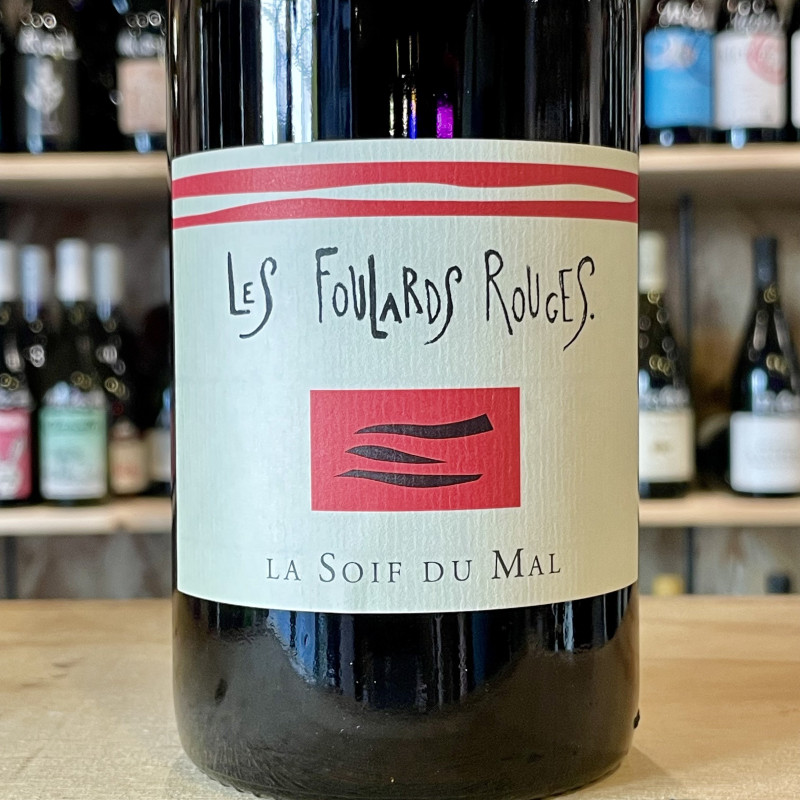 Les Foulards Rouges.
La Soif du Mal